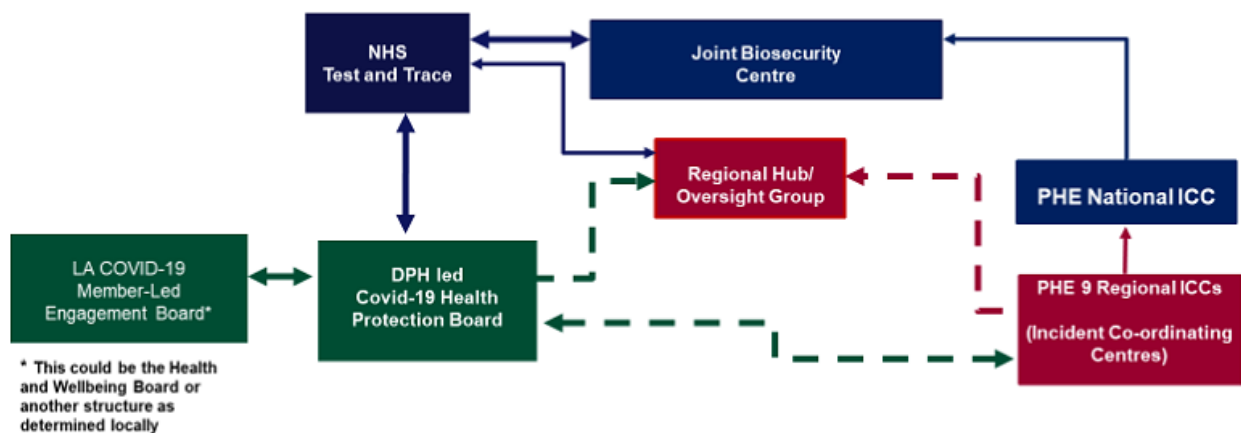 NHS
Test and Trace
Joint Biosecurity
Centre
Regional Hub/
Oversight Group
PHE National ICC
LA COVID-19
Member-Led
Engagement Board*
DPH led
Covid-19 Health
Protection Board
PHE 9 Regional ICCs
(Incident Co-ordinating
Centres)
* This could be the Health
and Wellbeing Board or
another structure as
determined locally